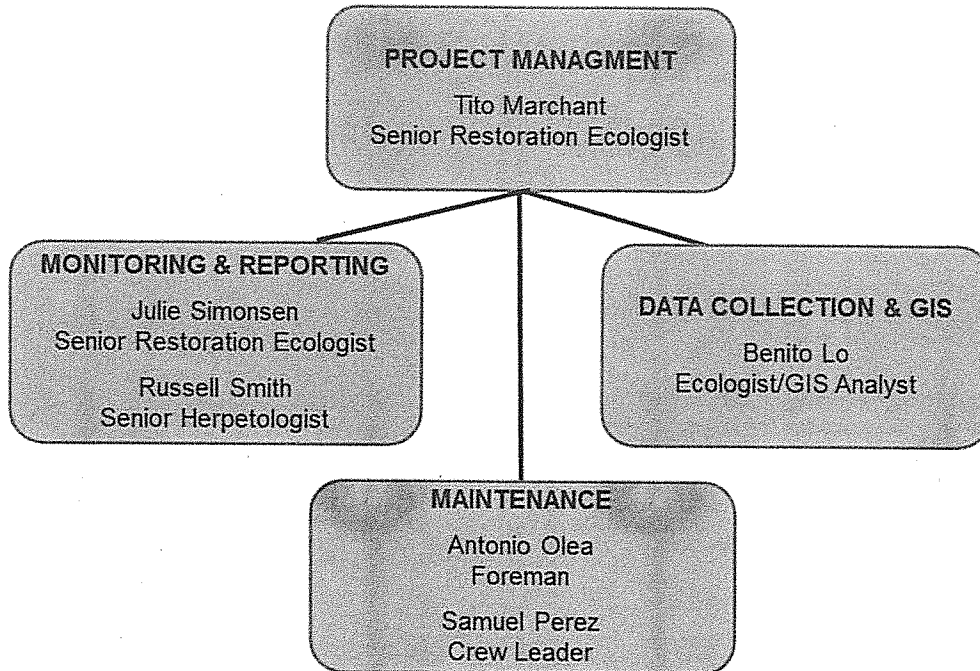 PROJECT MANAGMENT
Tito Marchant
Senior Restoration Ecologist
MONITORING & REPORTING
Julie Simonsen
Senior Restoration Ecologist
Russell Smith
Senior Herpetologist
DATA COLLECTION & GIS
Benito Lo
Ecologist/GIS Analyst
MAINTENANCE
Antonio Olea
Foreman
Samuel Perez
Crew Leader